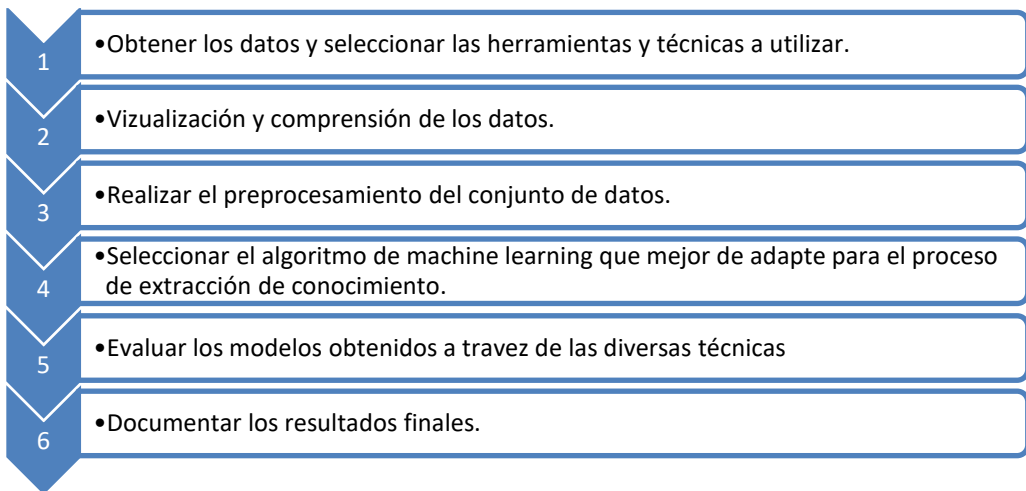 1
•Obtener los datos y seleccionar las herramientas y técnicas a utilizar.
2
•Vizualización y comprensión de los datos.
3
•Realizar el preprocesamiento del conjunto de datos.
4
•Seleccionar el algoritmo de machine learning que mejor de adapte para el proceso
de extracción de conocimiento.
5
•Evaluar los modelos obtenidos a travez de las diversas técnicas
6
•Documentar los resultados finales.